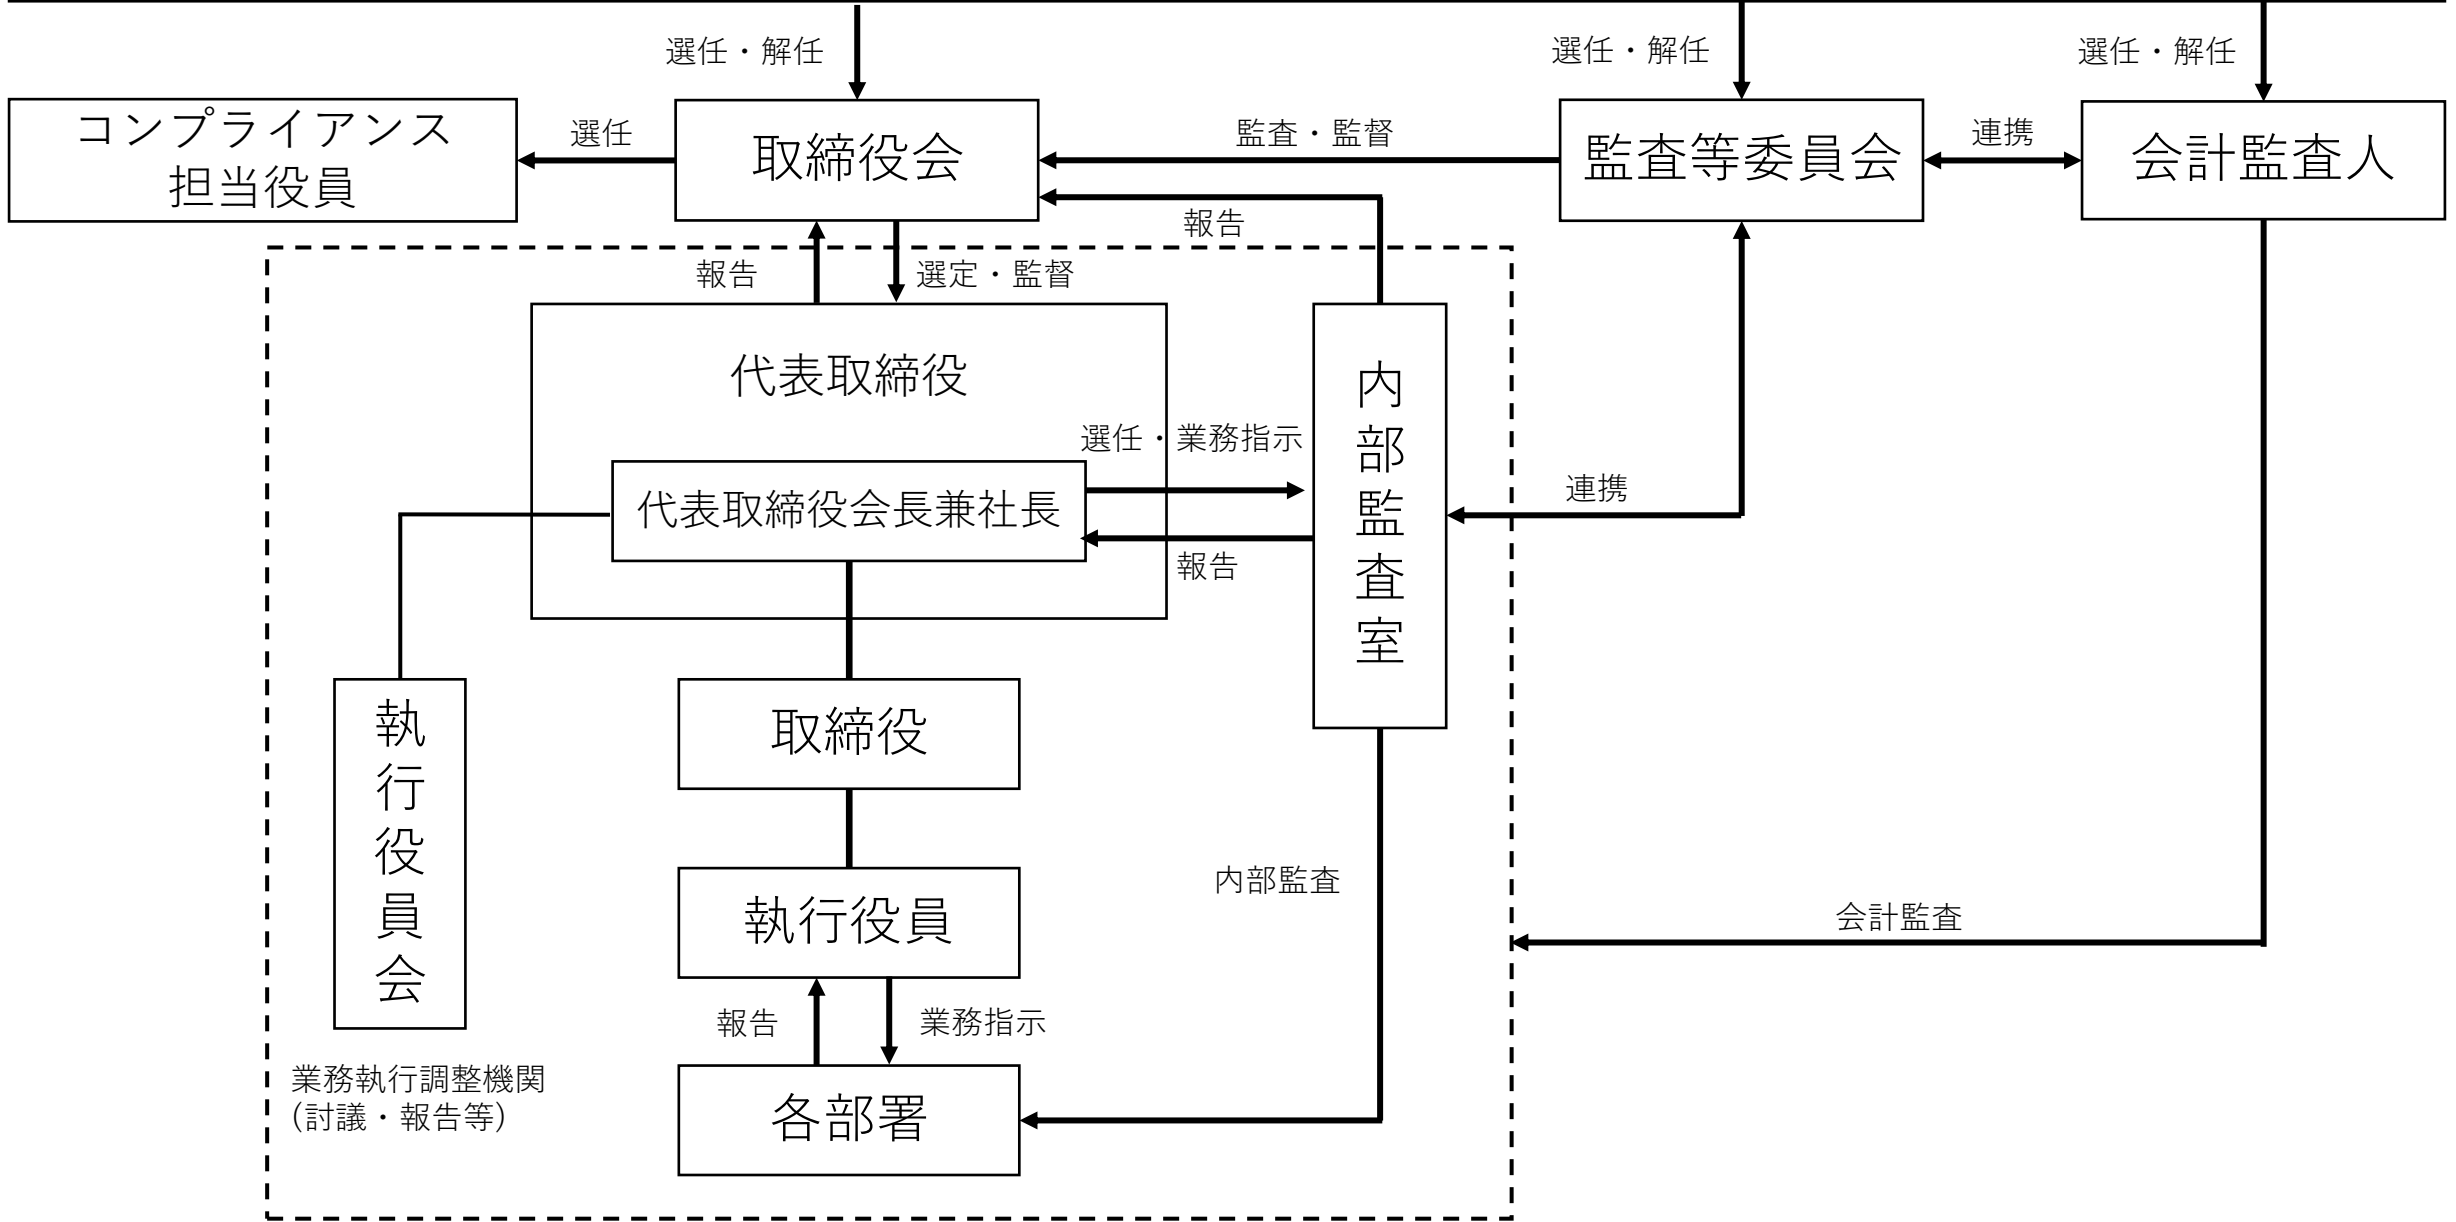 選任・解任
選任・解任
選任・解任
コンプライアンス
担当役員
選任
取締役会
監査・監督
監査等委員会
連携
会計監査人
報告
報告
選定・監督
代表取締役
選任・業務指示
代表取締役会長兼社長
報告
内部監査室
連携
執行役員会
取締役
執行役員
内部監査
会計監査
報告
業務指示
業務執行調整機関
(討議・報告等)
各部署